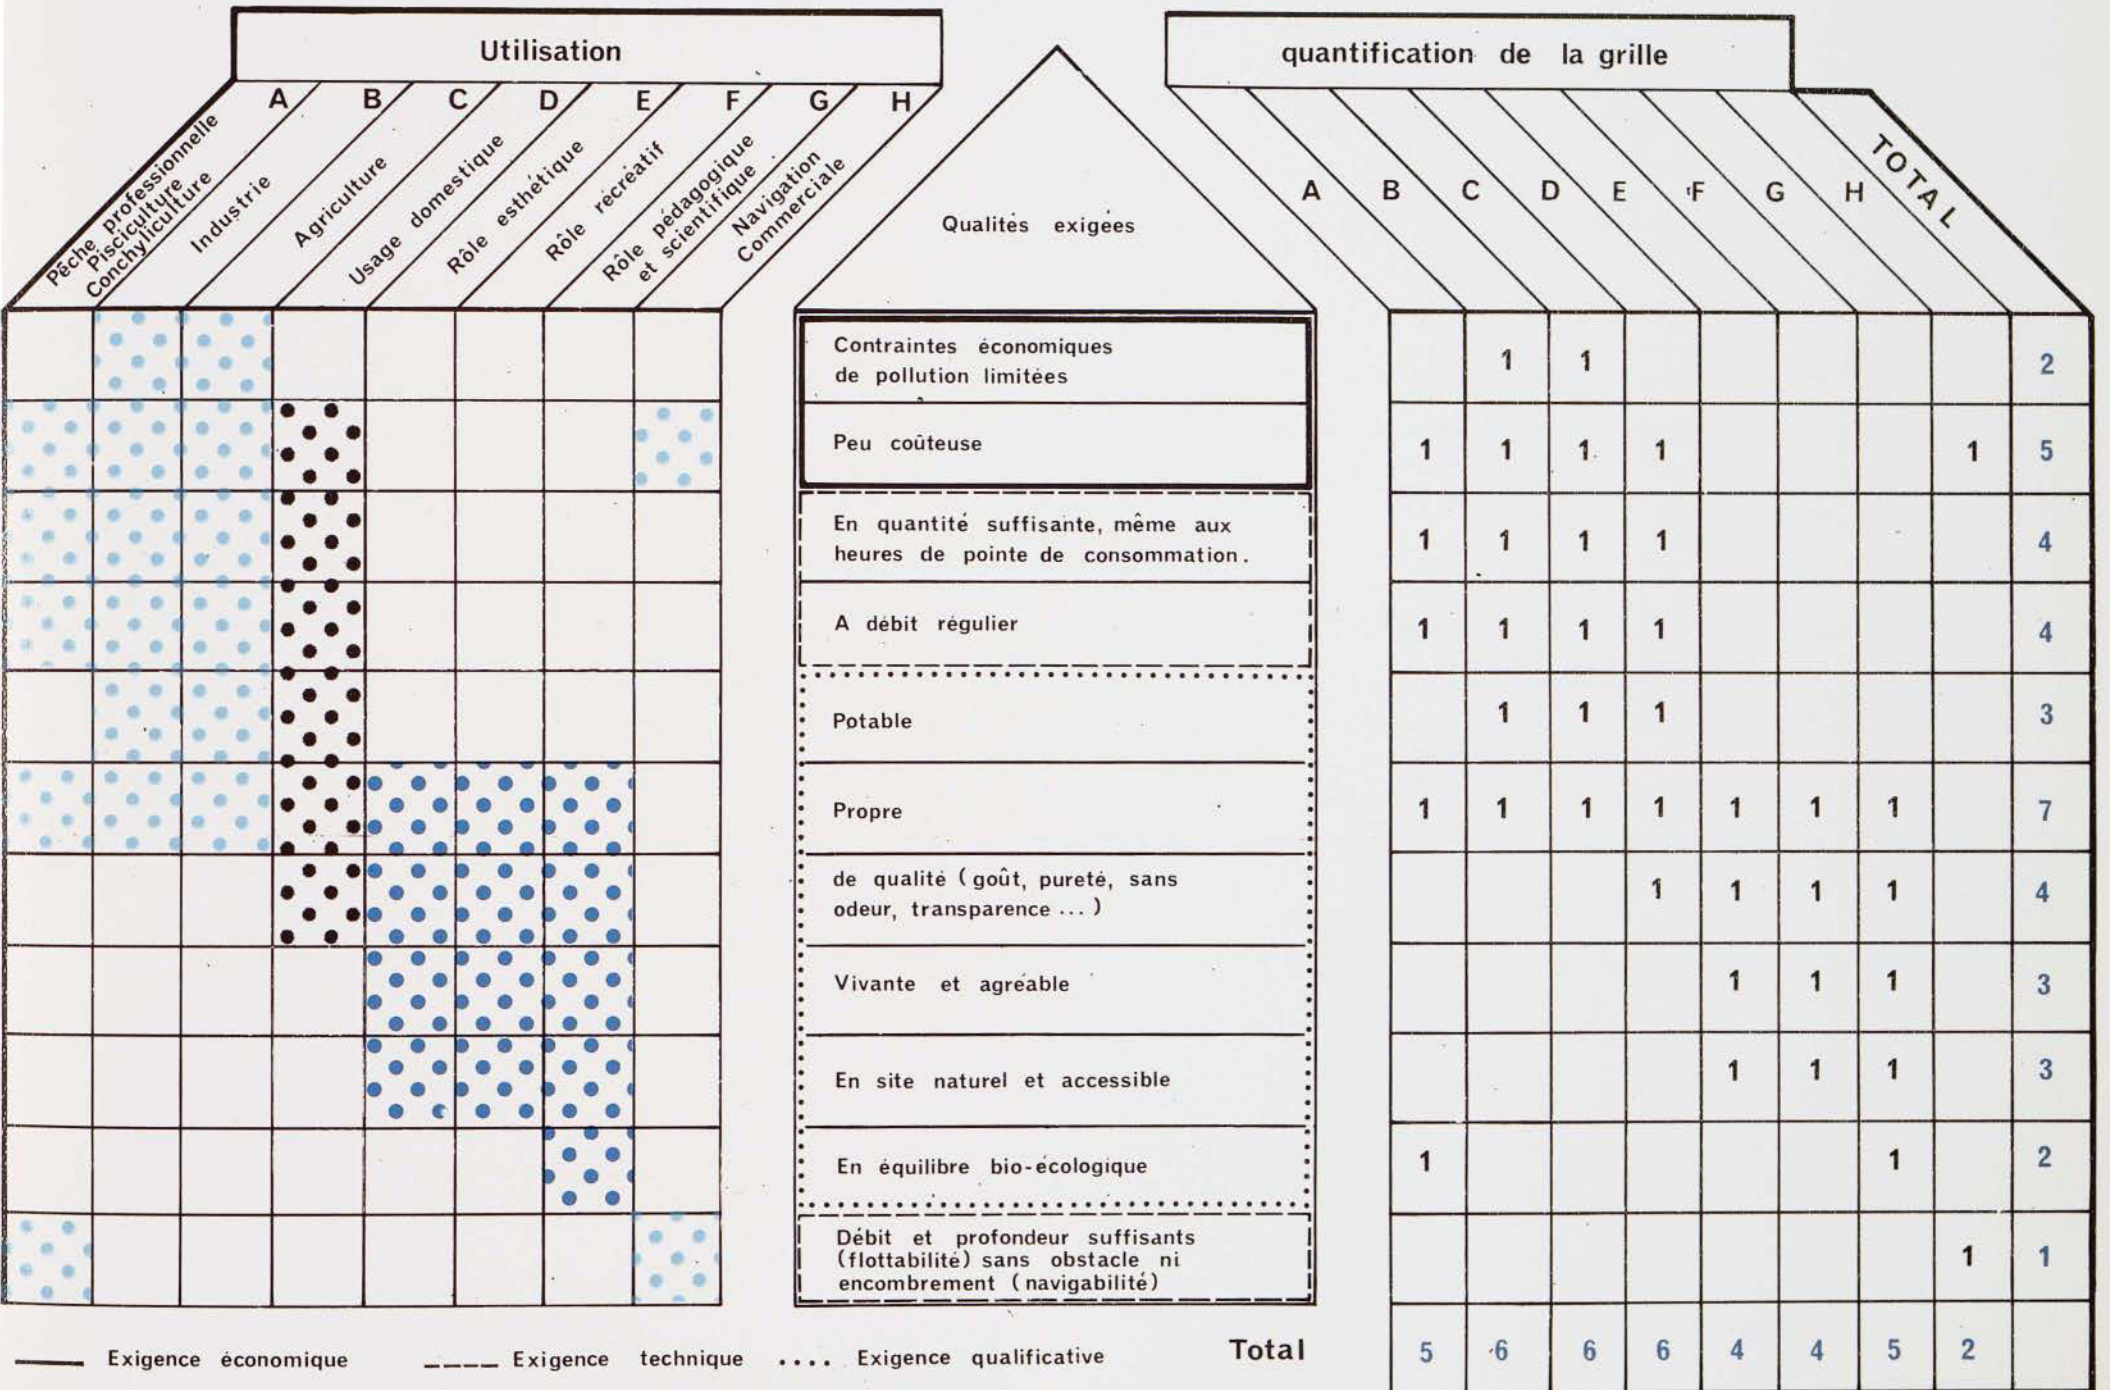 Utilisation
quantification de la grille
A B C D E F G H
Pêche professionnelle
Pisciculture
Conchyliculture
Industrie
Agriculture
Usage domestique
Rôle esthétique
Rôle récréatif
Rôle pédagogique
et scientifique
Navigation
Commerciale
Qualités exigées
A B C D E F G H TOTAL
Contraintes économiques
de pollution limitées
1 1 2
Peu coûteuse
1 1 1 1 1 5
En quantité suffisante, même aux
heures de pointe de consommation.
1 1 1 1 4
A débit régulier
1 1 1 1 4
Potable
1 1 1 3
Propre
1 1 1 1 1 1 1 7
de qualité (goût, pureté, sans
odeur, transparence ... )
1 1 1 1 4
Vivante et agréable
1 1 1 3
En site naturel et accessible
1 1 1 3
En équilibre bio-écologique
1 1 2
Débit et profondeur suffisants
(flottabilité) sans obstacle ni
encombrement (navigabilité)
1 1
Total 5 6 6 6 4 4 5 2
Exigence économique
Exigence technique
Exigence qualificative